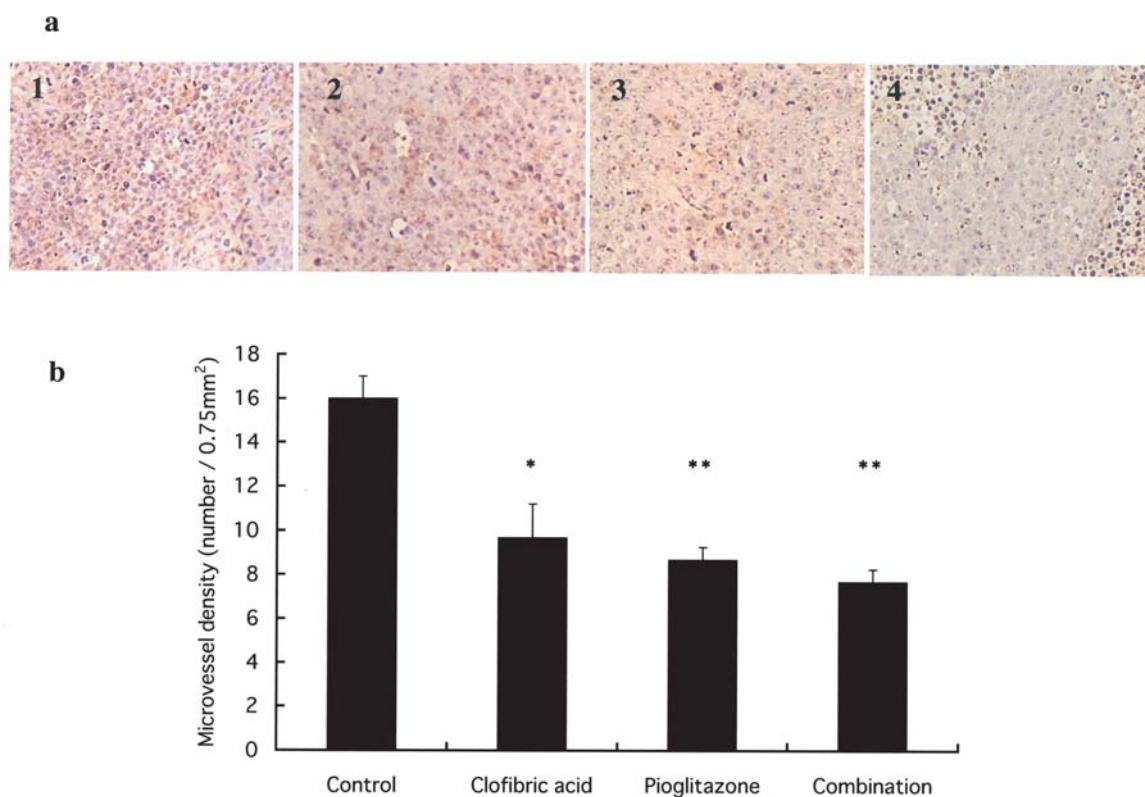 a
1 2 3 4
b
Microvessel density (number / 0.75mm²)
18
16
14
12
10
8
6
4
2
0
* ** **
Control Clofibric acid Pioglitazone Combination